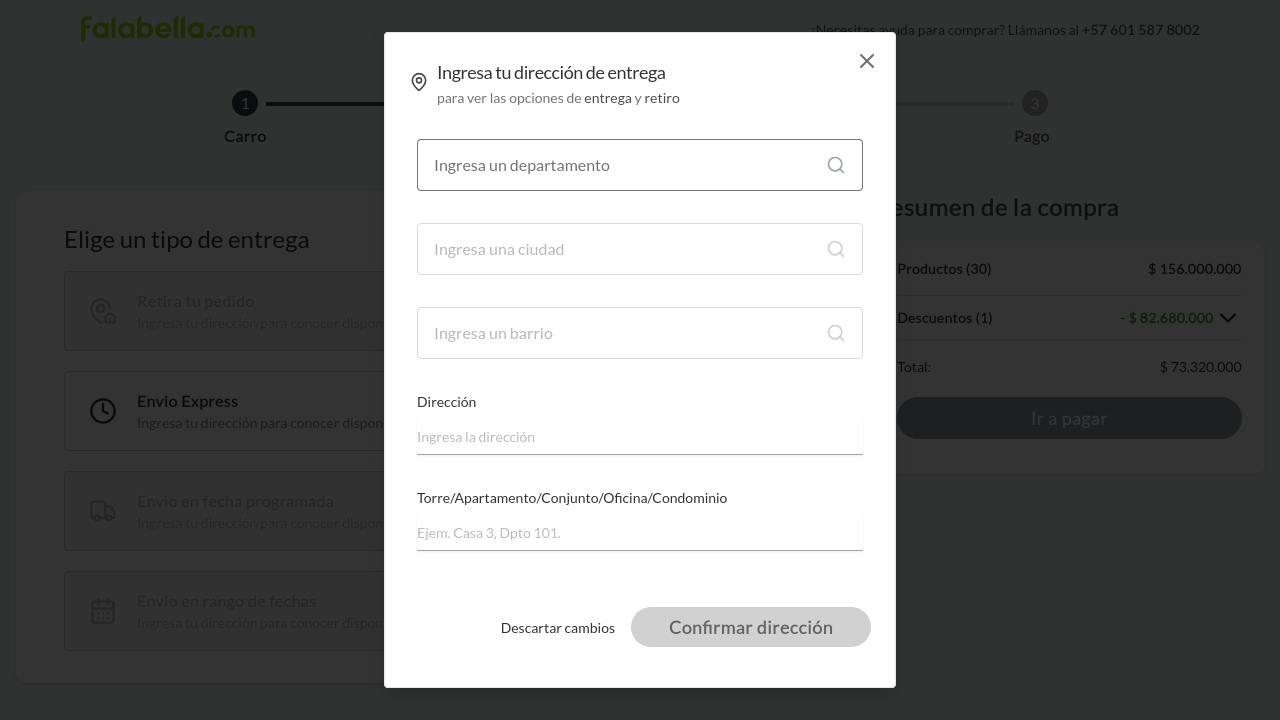 falabella.com
¿Necesitas ayuda para comprar? Llámanos al +57 601 587 8002
Ingresa tu dirección de entrega
para ver las opciones de entrega y retiro
1
3
Carro
Pago
Ingresa un departamento
Ingresa una ciudad
Ingresa un barrio
Dirección
Ingresa la dirección
Torre/Apartamento/Conjunto/Oficina/Condominio
Ejem. Casa 3, Dpto 101.
Descartar cambios
Confirmar dirección
Elige un tipo de entrega
Retira tu pedido
Ingresa tu dirección para conocer
Envio Express
Ingresa tu dirección para conocer
Envio en fecha programada
Ingresa tu dirección para conocer
Envio en rango de fechas
Ingresa tu dirección para conocer
de la compra
Productos (30) $ 156.000.000
Descuentos (1) - $ 82.680.000
Total: $ 73.320.000
Ir a pagar